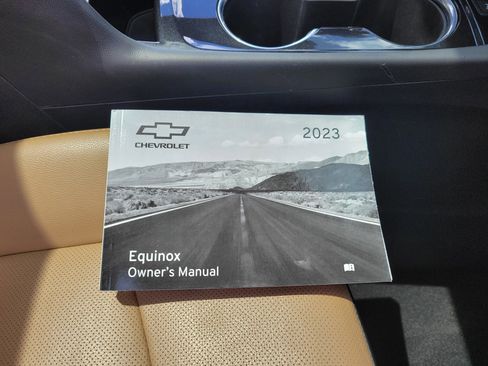 CHEVROLET
2023
Equinox
Owner's Manual